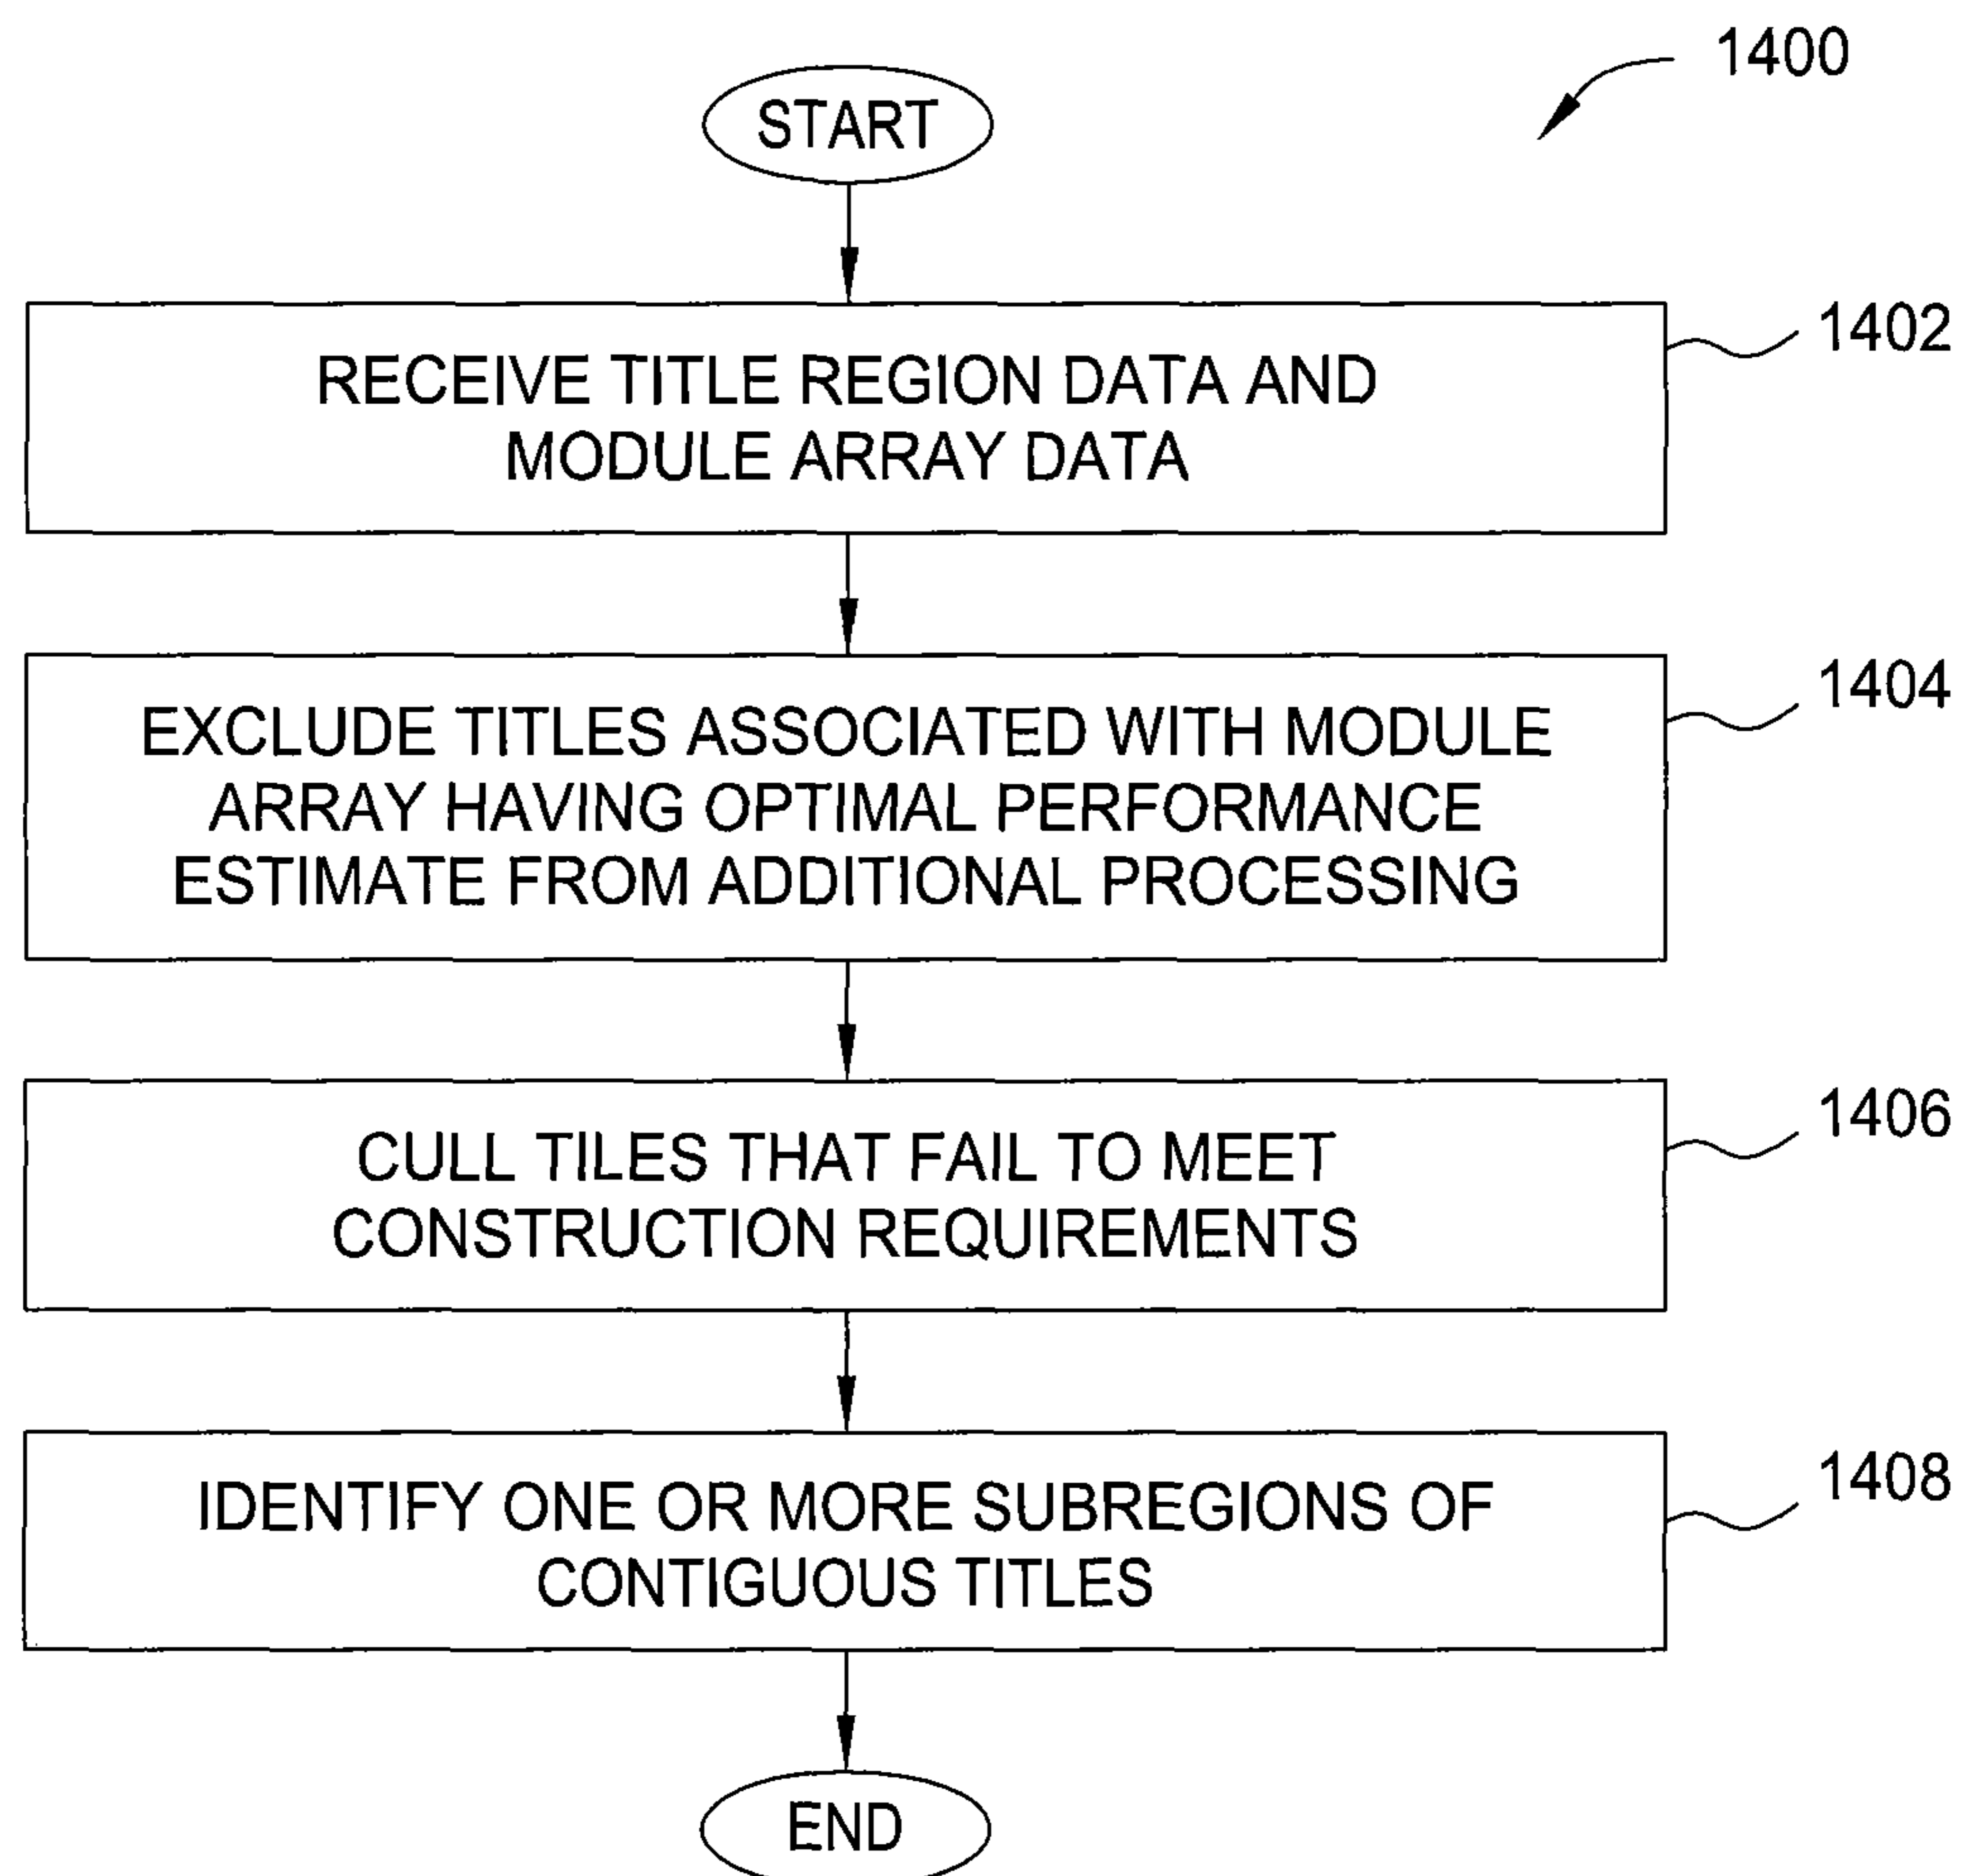 1400
START
1402
RECEIVE TITLE REGION DATA AND
MODULE ARRAY DATA
1404
EXCLUDE TITLES ASSOCIATED WITH MODULE
ARRAY HAVING OPTIMAL PERFORMANCE
ESTIMATE FROM ADDITIONAL PROCESSING
1406
CULL TILES THAT FAIL TO MEET
CONSTRUCTION REQUIREMENTS
1408
IDENTIFY ONE OR MORE SUBREGIONS OF
CONTIGUOUS TITLES
END